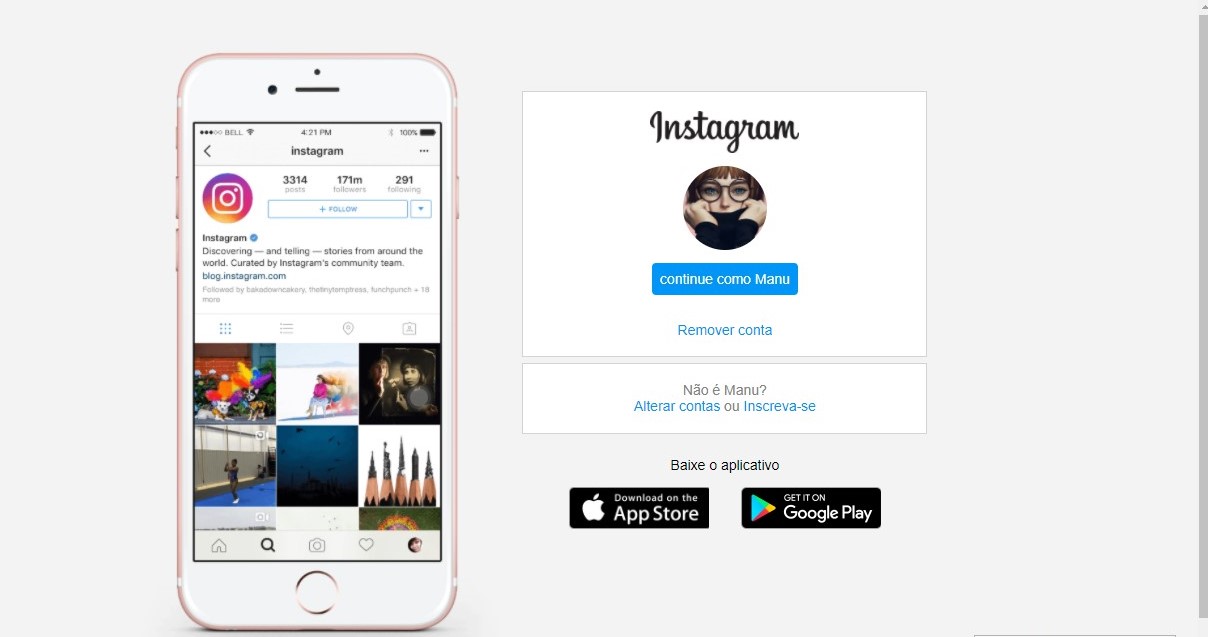 ●●●○○ BELL 4:21 PM 100%
instagram
3314 171m 291
posts followers following
+ FOLLOW
Instagram
Discovering — and telling — stories from around the
world. Curated by Instagram's community team.
blog.instagram.com
Followed by bakedowncakery, thetinytemptress, funchpunch + 18
more
Instagram
continue como Manu
Remover conta
Não é Manu?
Alterar contas ou Inscreva-se
Baixe o aplicativo
Download on the
App Store
GET IT ON
Google Play